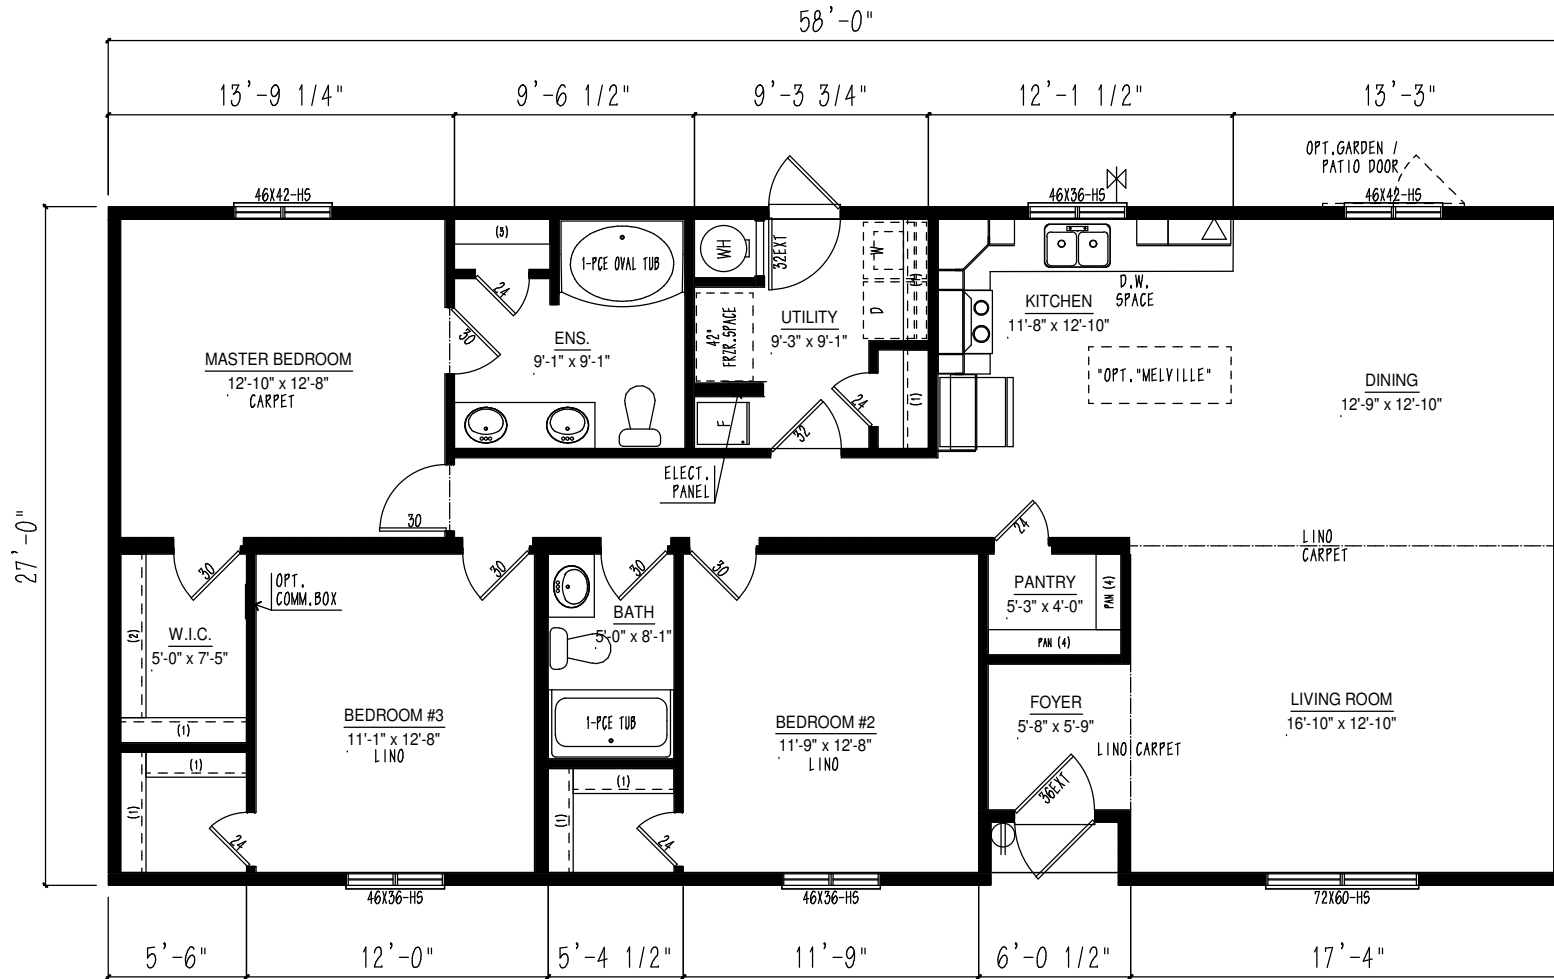 58'-0"
13'-9 1/4"
9'-6 1/2"
9'-3 3/4"
12'-1 1/2"
13'-3"
OPT.GARDEN /
PATIO DOOR
46X42-HS
46X36-HS
46X42-HS
(3)
1-PCE OVAL TUB
24
30
ENS.
9'-1" x 9'-1"
WH
32EXT
W
(1)
D
42"
FRZR.SPACE
UTILITY
9'-3" x 9'-1"
F
32
24
(1)
D.W.
SPACE
KITCHEN
11'-8" x 12'-10"
"OPT."MELVILLE"
DINING
12'-9" x 12'-10"
MASTER BEDROOM
12'-10" x 12'-8"
CARPET
ELECT.
PANEL
30
27'-0"
30
OPT.
COMM.BOX
30
30
30
24
LINO
CARPET
W.I.C.
5'-0" x 7'-5"
(2)
(1)
BATH
5'-0" x 8'-1"
PANTRY
5'-3" x 4'-0"
PAN (4)
PAN (4)
BEDROOM #3
11'-1" x 12'-8"
LINO
1-PCE TUB
BEDROOM #2
11'-9" x 12'-8"
LINO
FOYER
5'-8" x 5'-9"
LINO CARPET
36EXT
LIVING ROOM
16'-10" x 12'-10"
(1)
(1)
24
(1)
(1)
24
46X36-HS
46X36-HS
72X60-HS
5'-6"
12'-0"
5'-4 1/2"
11'-9"
6'-0 1/2"
17'-4"